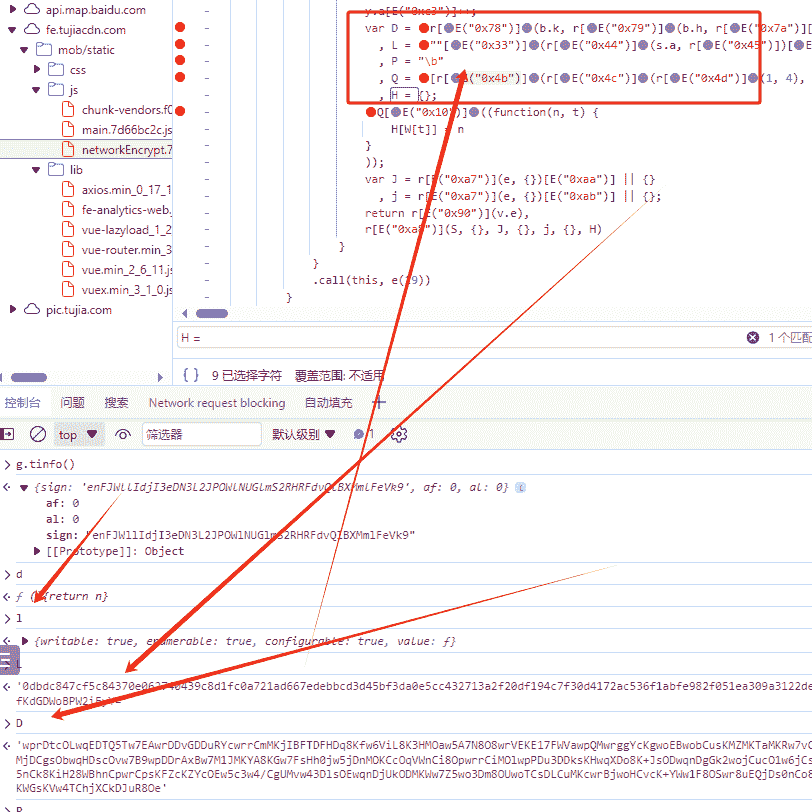 api.map.baidu.com
fe.tujiacdn.com
mob/static
css
js
chunk-vendors.f0
main.7d66bc2c.js
networkEncrypt.7
lib
axios.min_0_17_1
fe-analytics-web.
vue-lazyload_1_2
vue-router.min_3
vue.min_2_6_11.js
vuex.min_3_1_0.js
pic.tujia.com
y.a[E("0xc3")]++;
var D = r[E("0x78")](b.k, r[E("0x79")](b.h, r[E("0x7a")]
, L = ""[E("0x33")](r[E("0x44")](s.a, r[E("0x45")])[E
, P = "\b"
, Q = [r[E("0x4b")](r[E("0x4c")](r[E("0x4d")](1, 4),
, H = {};
Q[E("0x10")]((function(n, t) {
H[W[t]] = n
}
));
var J = r[E("0xa7")](e, {})[E("0xaa")] || {}
, j = r[E("0xa7")](e, {})[E("0xab")] || {};
return r[E("0x90")](v.e),
r[E("0xa8")](S, {}, J, {}, j, {}, H)
}
}
.call(this, e(19))
}
H =
1 个匹配
{ } 9 已选择字符 覆盖范围: 不适用
控制台 问题 搜索 Network request blocking 自动填充 +
top 筛选器 默认级别 1
> g.tinfo()
{sign: 'enFJWllIdjI3eDN3L2JPOWlNUGlmS2RHRFdvQlBXMmlFeVk9', af: 0, al: 0}
af: 0
al: 0
sign: "enFJWllIdjI3eDN3L2JPOWlNUGlmS2RHRFdvQlBXMmlFeVk9"
[[Prototype]]: Object
> d
ƒ (){return n}
> l
{writable: true, enumerable: true, configurable: true, value: ƒ}
L
> D